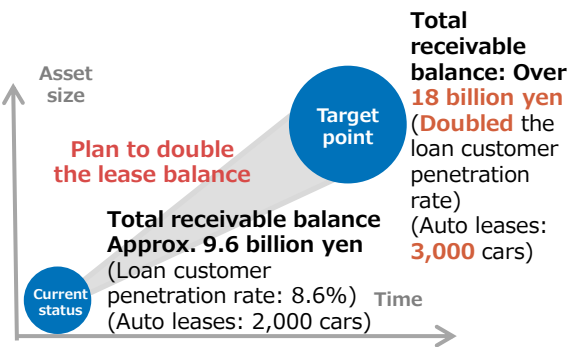 Asset
size
Plan to double
the lease balance
Target
point
Total
receivable
balance: Over
18 billion yen
(Doubled the
loan customer
penetration
rate)
(Auto leases:
3,000 cars)
Total receivable balance
Approx. 9.6 billion yen
(Loan customer
penetration rate: 8.6%)
(Auto leases: 2,000 cars)
Current
status
Time